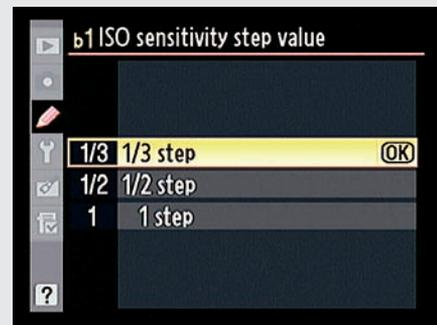 b1 ISO sensitivity step value
1/3 1/3 step OK
1/2 1/2 step
1 1 step
?